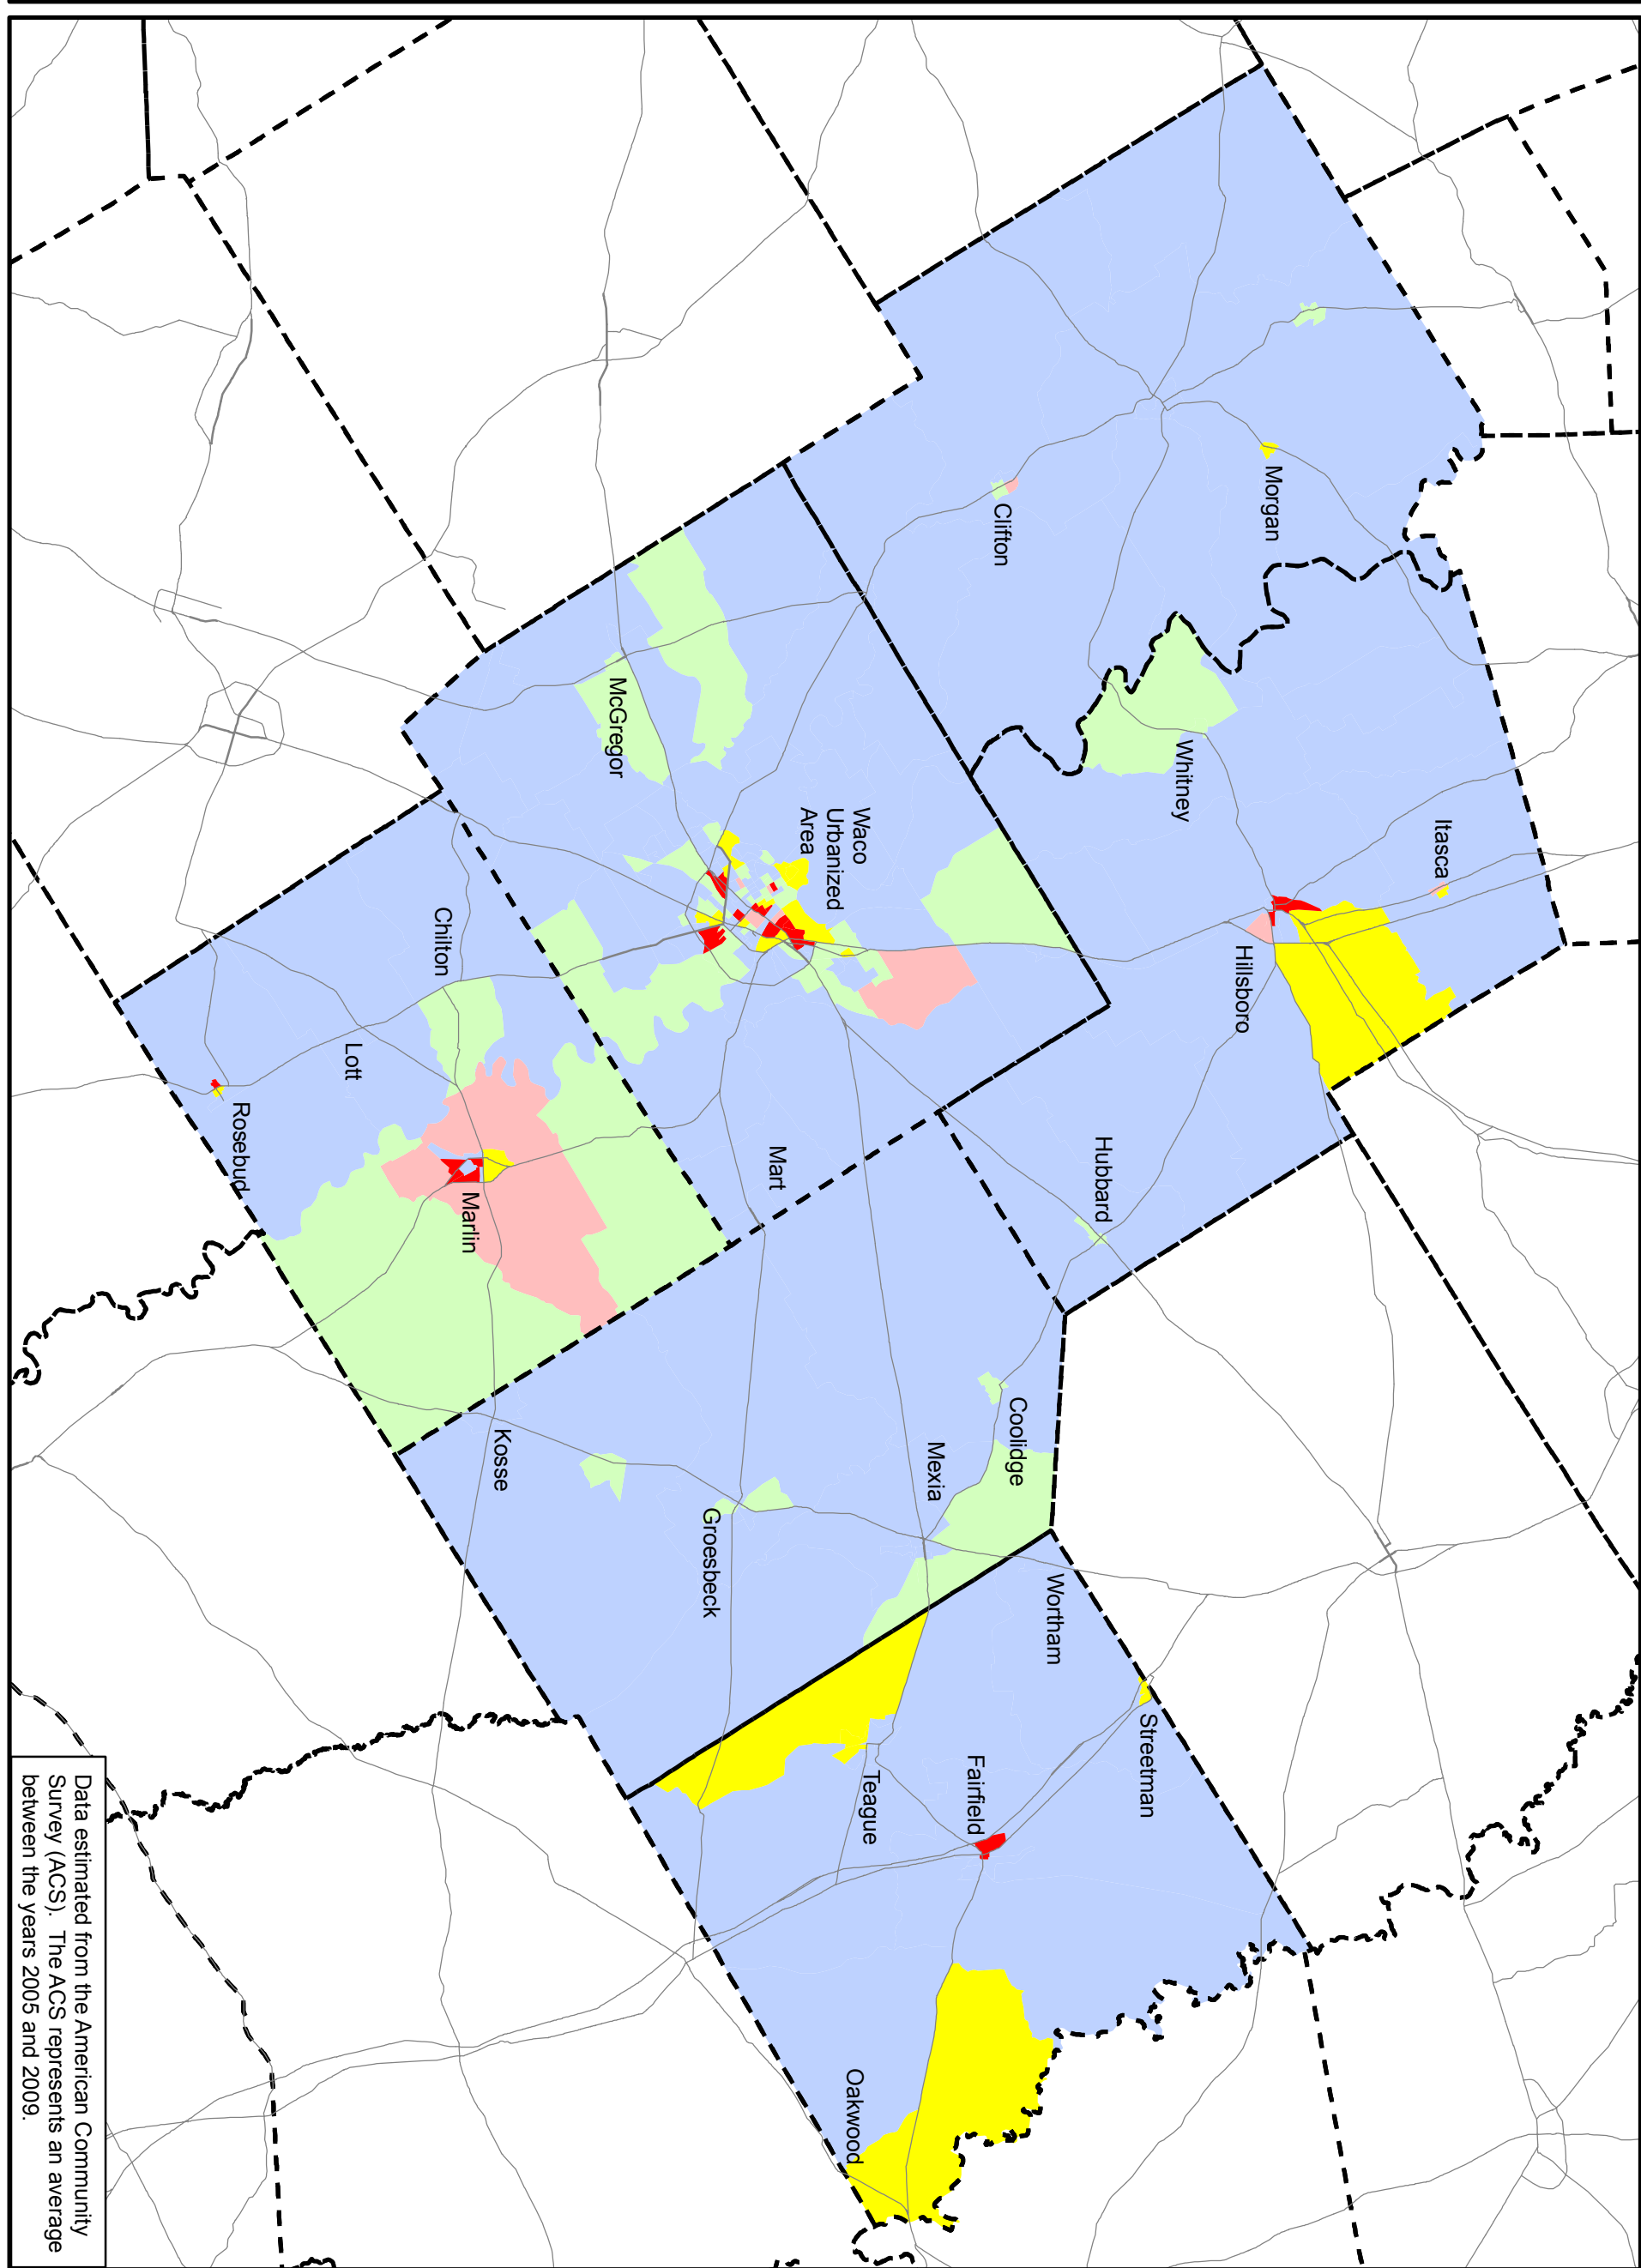 Itasca
Hillsboro
Whitney
Morgan
Clifton
Hubbard
Streetman
Wortham
Coolidge
Mexia
Fairfield
Teague
Oakwood
Waco
Urbanized
Area
Mart
Groesbeck
McGregor
Kosse
Marlin
Chilton
Lott
Rosebud
Data estimated from the American Community
Survey (ACS). The ACS represents an average
between the years 2005 and 2009.